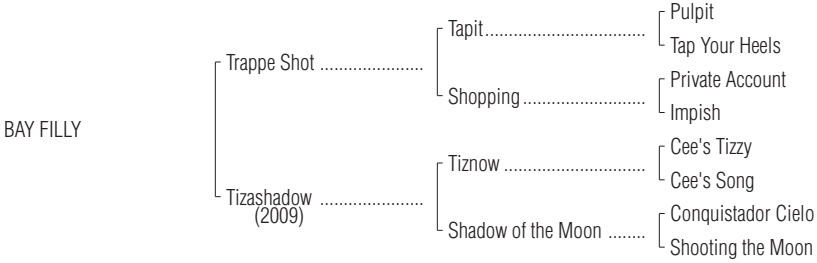 Pulpit
Tapit..................................
Tap Your Heels
Trappe Shot ......................
Private Account
Shopping..........................
Impish
BAY FILLY
Cee's Tizzy
Tiznow ..............................
Cee's Song
Tizashadow ......................
(2009)
Conquistador Cielo
Shadow of the Moon ........
Shooting the Moon